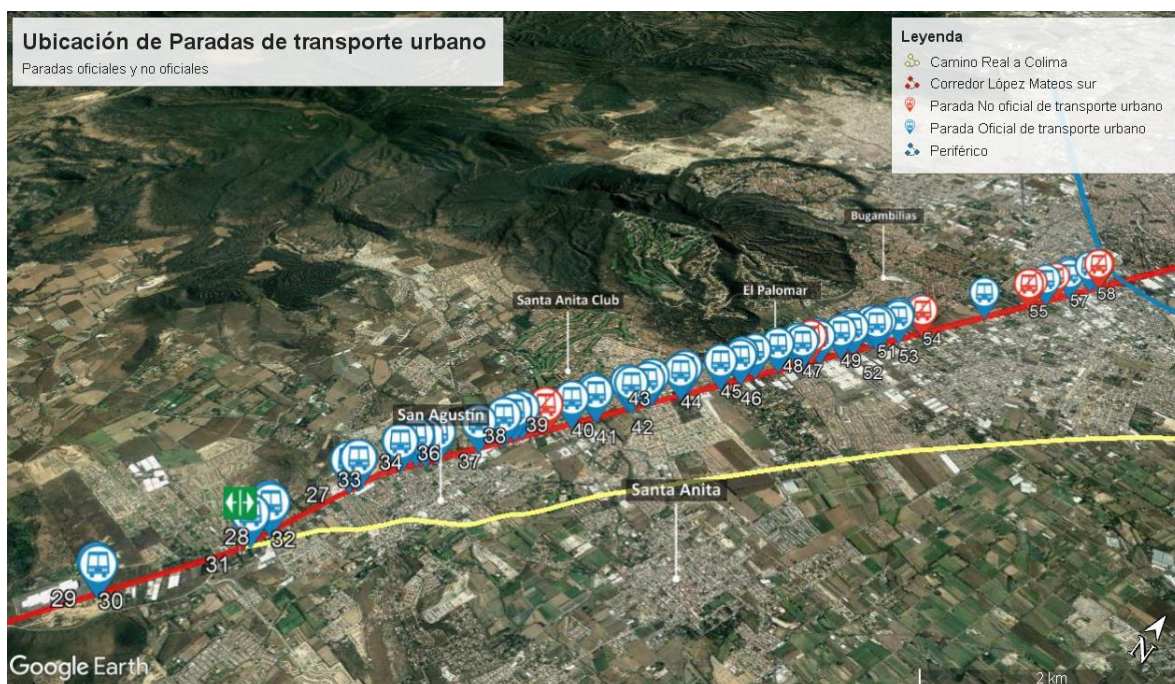 Ubicación de Paradas de transporte urbano
Paradas oficiales y no oficiales
Leyenda
Camino Real a Colima
Corredor López Mateos sur
Parada No oficial de transporte urbano
Parada Oficial de transporte urbano
Periférico
Bugambilias
El Palomar
Santa Anita Club
San Agustín
Santa Anita
58
57
55
54
53
51
52
49
47
48
46
45
44
43
42
41
40
39
38
37
36
34
33
27
32
28
31
30
29
Google Earth
N
2 km